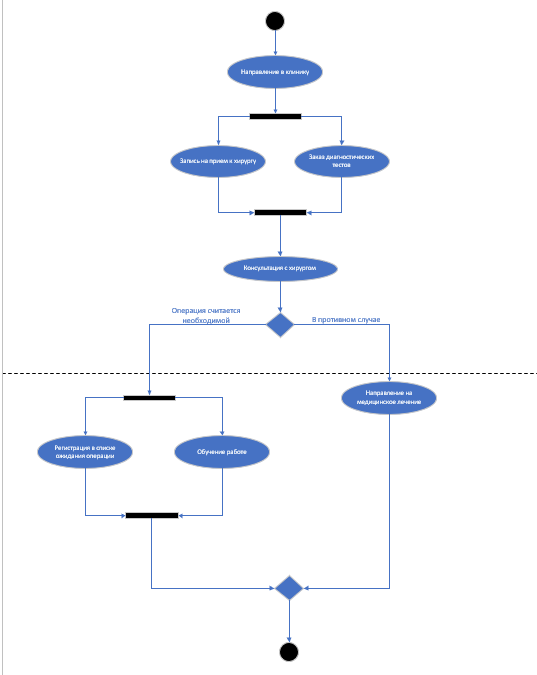 Направление в клинику
Запись на прием к хирургу
Заказ диагностических
тестов
Консультация с хирургом
Операция считается
необходимой
В противном случае
Направление на
медицинское лечение
Регистрация в списке
ожидания операции
Обучение работе